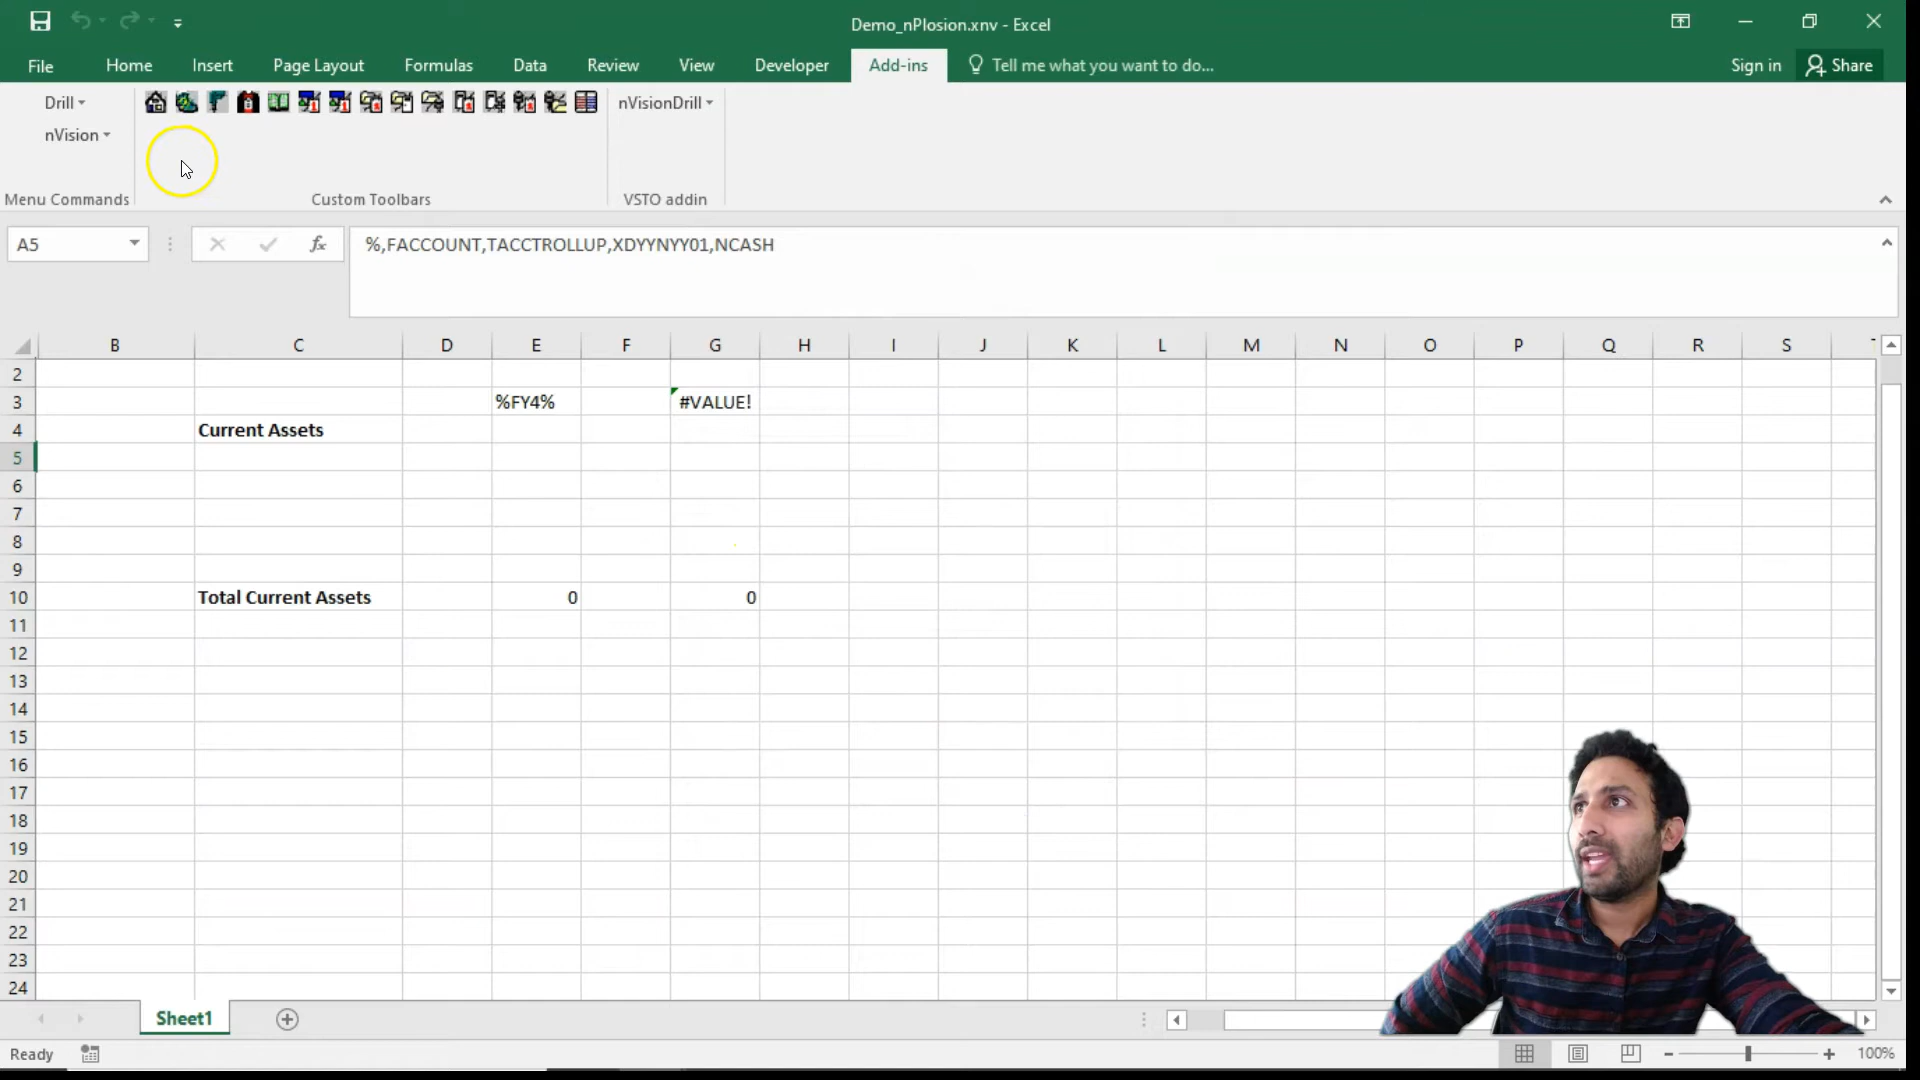 Demo_nPlosion.xnv - Excel
File Home Insert Page Layout Formulas Data Review View Developer Add-ins Tell me what you want to do... Sign in Share
Drill nVisionDrill
nVision
Menu Commands Custom Toolbars VSTO addin
A5 fx %,FACCOUNT,TACCTROLLUP,XDYYNYY01,NCASH
B C D E F G H I J K L M N O P Q R S
2
3 %FY4% #VALUE!
4 Current Assets
5
6
7
8
9
10 Total Current Assets 0 0
11
12
13
14
15
16
17
18
19
20
21
22
23
24
Sheet1
Ready 100%